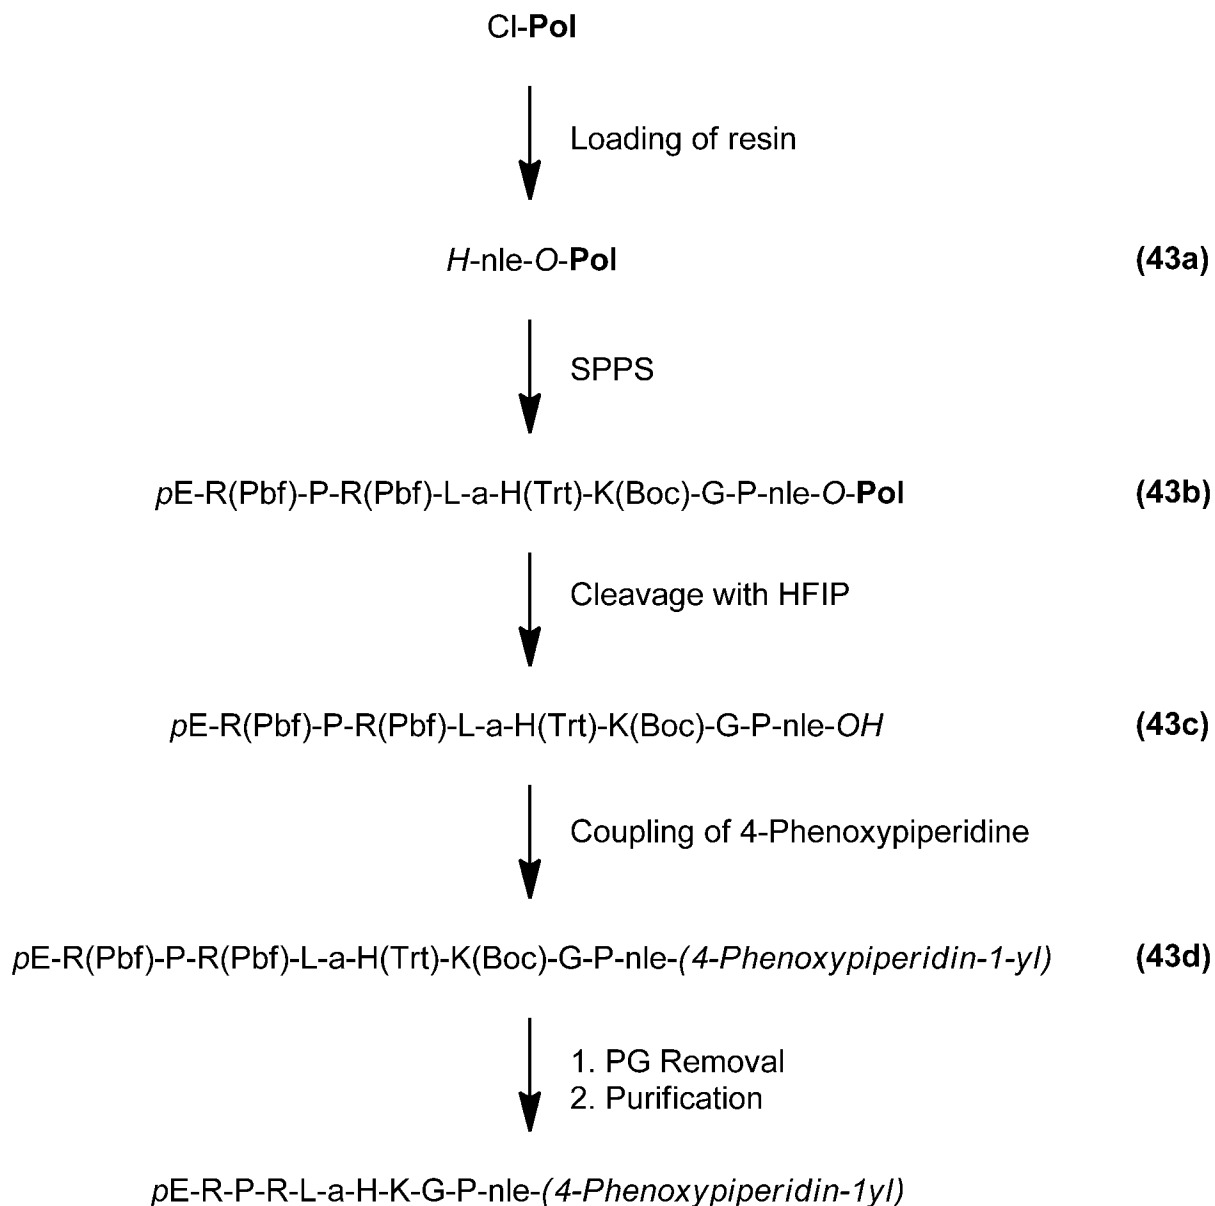 Cl-Pol
Loading of resin
H-nle-O-Pol (43a)
SPPS
pE-R(Pbf)-P-R(Pbf)-L-a-H(Trt)-K(Boc)-G-P-nle-O-Pol (43b)
Cleavage with HFIP
pE-R(Pbf)-P-R(Pbf)-L-a-H(Trt)-K(Boc)-G-P-nle-OH (43c)
Coupling of 4-Phenoxypiperidine
pE-R(Pbf)-P-R(Pbf)-L-a-H(Trt)-K(Boc)-G-P-nle-(4-Phenoxypiperidin-1-yl) (43d)
1. PG Removal
2. Purification
pE-R-P-R-L-a-H-K-G-P-nle-(4-Phenoxypiperidin-1yl)